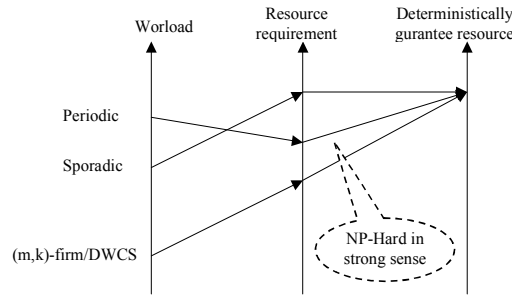 Worload
Resource
requirement
Deterministically
gurantee resource
Periodic
Sporadic
(m,k)-firm/DWCS
NP-Hard in
strong sense